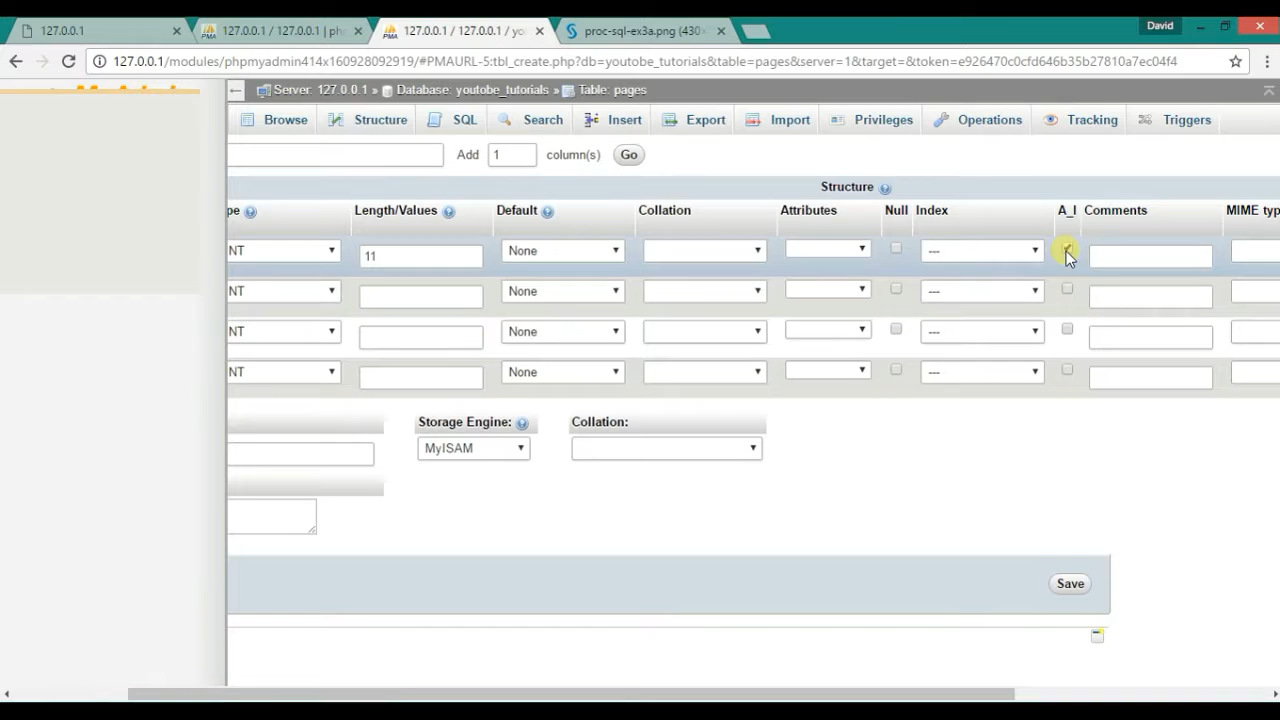 David
127.0.0.1
127.0.0.1 / 127.0.0.1 | ph
127.0.0.1 / 127.0.0.1 / yo
proc-sql-ex3a.png (430×
127.0.0.1/modules/phpmyadmin414x160928092919/#PMAURL-5:tbl_create.php?db=youtobe_tutorials&table=pages&server=1&target=&token=e926470c0cfd646b35b27810a7ec04f4
Server: 127.0.0.1 » Database: youtobe_tutorials » Table: pages
Browse Structure SQL Search Insert Export Import Privileges Operations Tracking Triggers
Add 1 column(s) Go
Structure
pe Length/Values Default Collation Attributes Null Index A_I Comments MIME typ
NT 11 None ---
NT None ---
NT None ---
NT None ---
Storage Engine: Collation:
MyISAM
Save